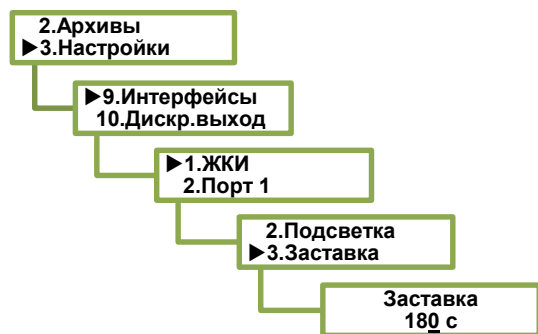 2.Архивы
▶3.Настройки
▶9.Интерфейсы
10.Дискр.выход
▶1.ЖКИ
2.Порт 1
2.Подсветка
▶3.Заставка
Заставка
180 с